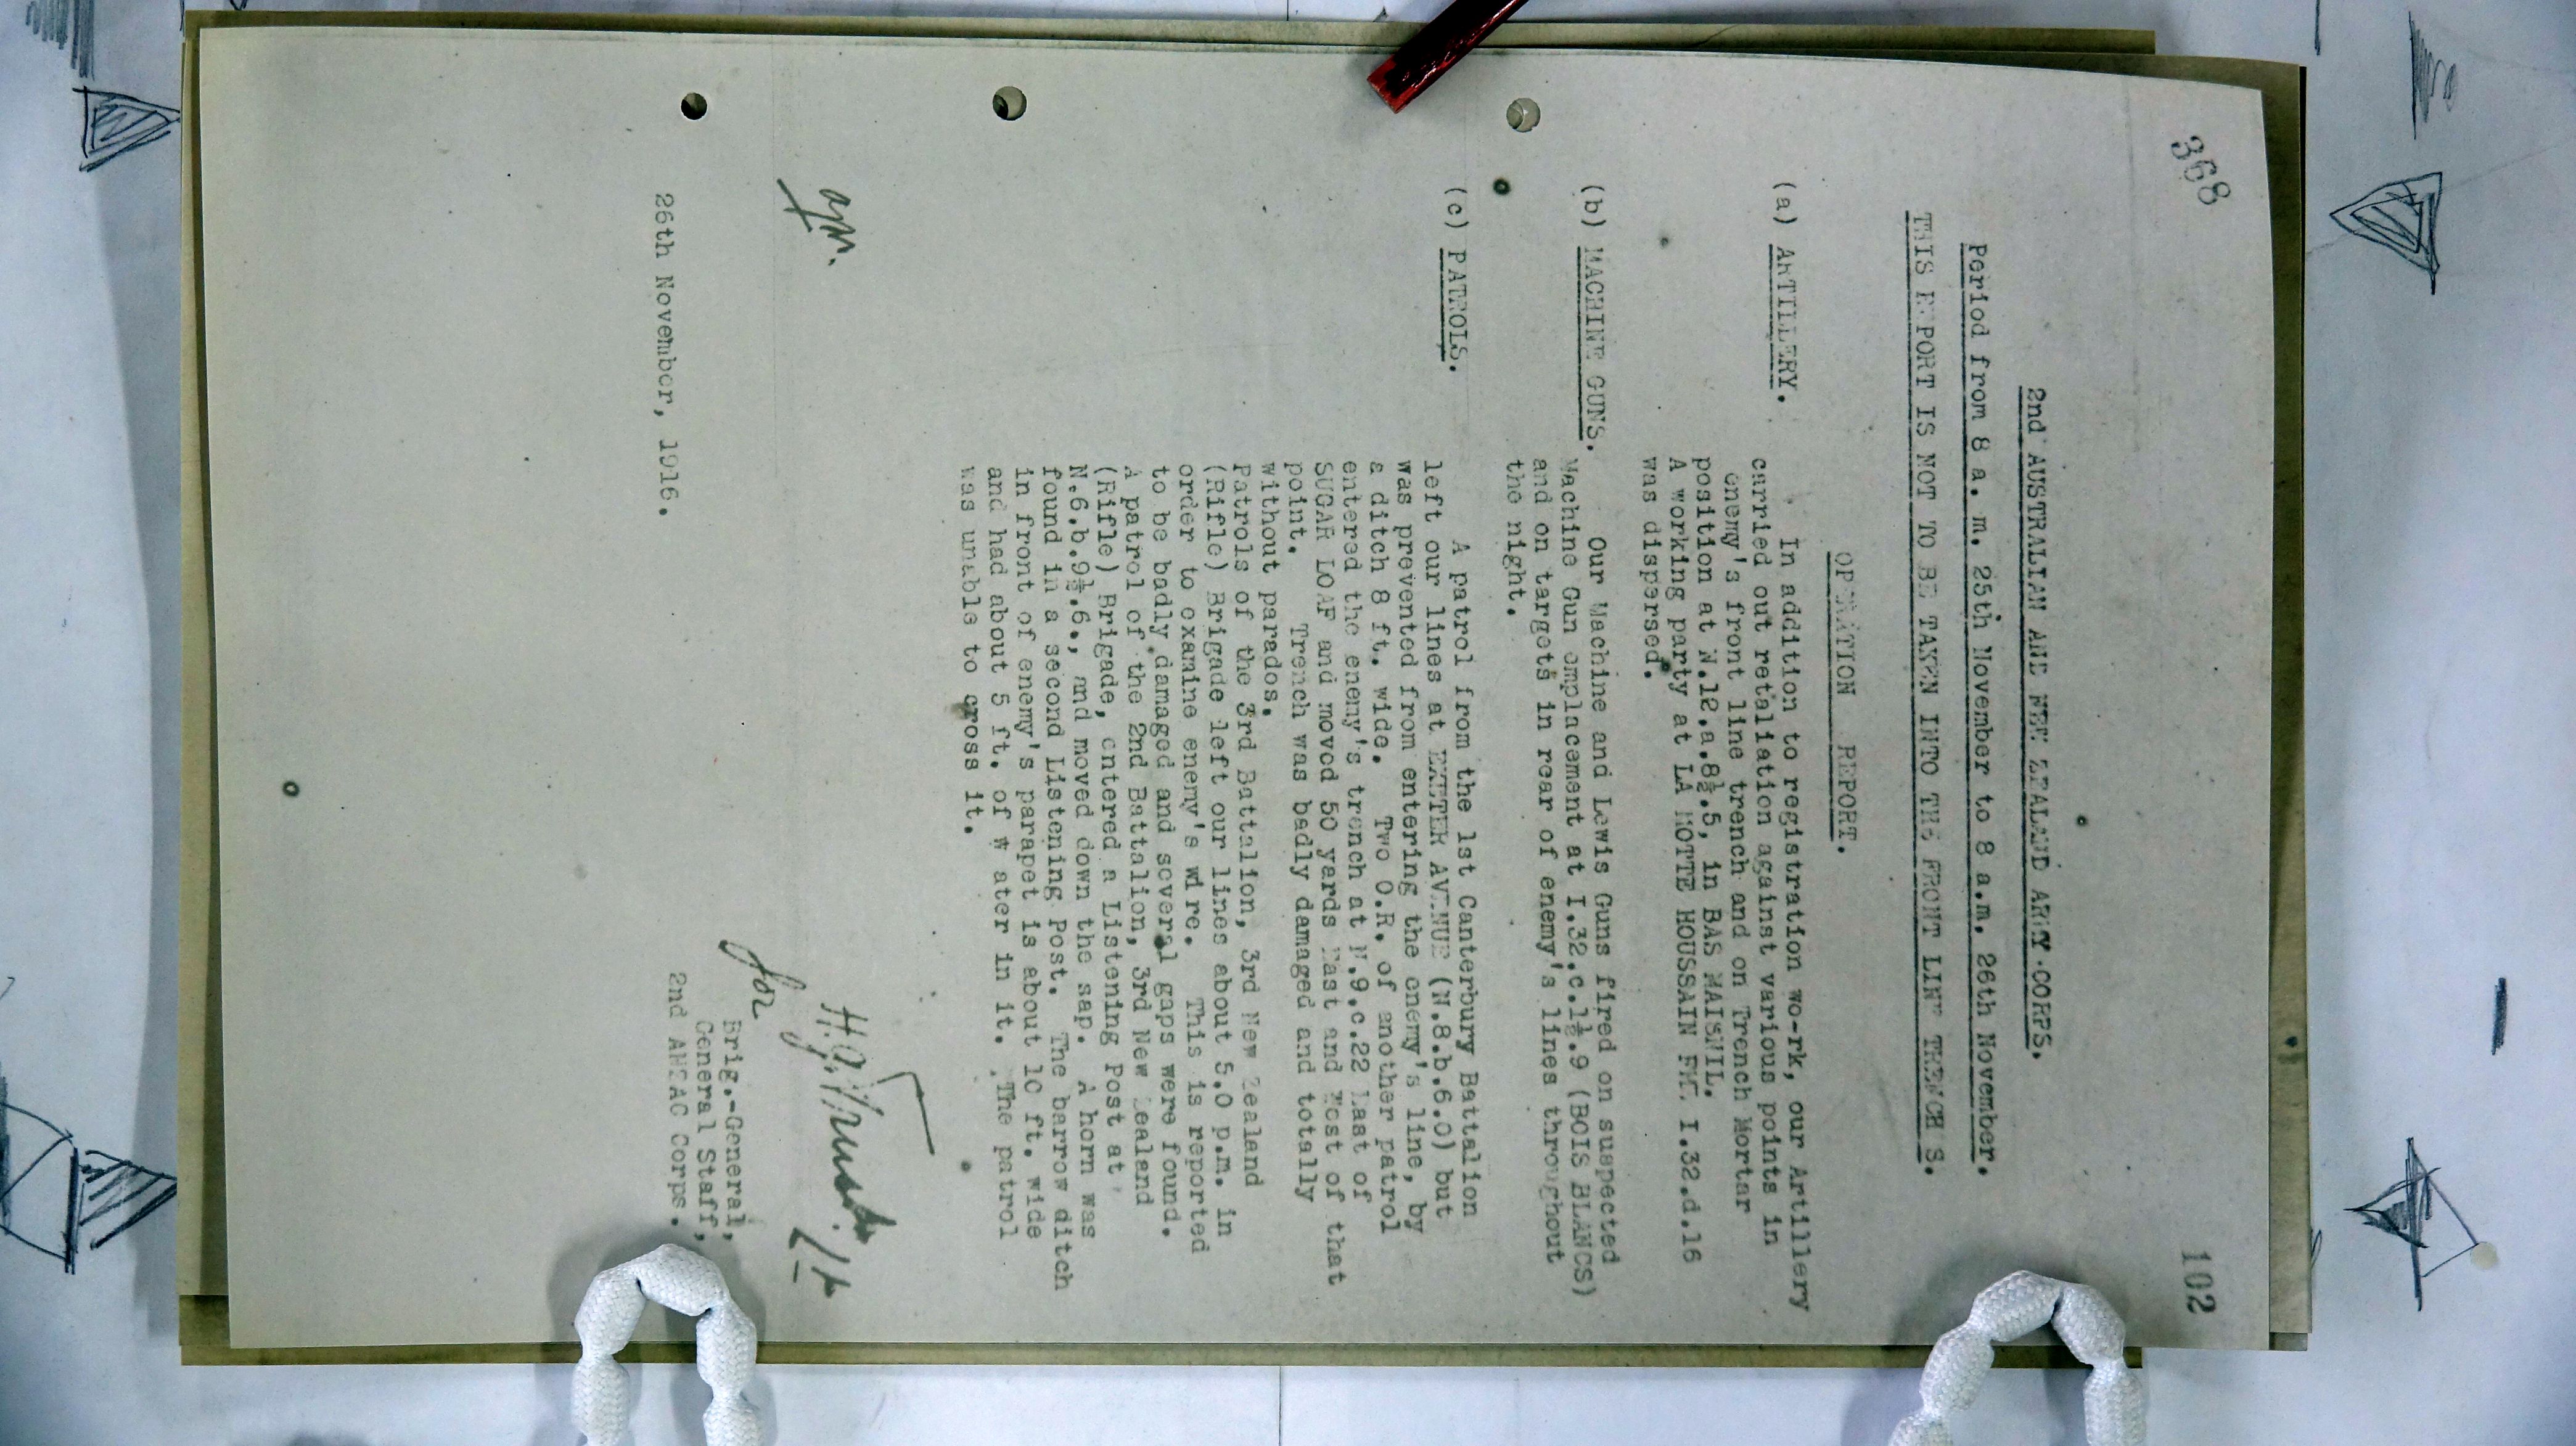 368
102
2nd AUSTRALIAN AND NEW ZEALAND ARMY CORPS.
Period from 8 a.m. 25th November to 8 a.m. 26th November.
THIS REPORT IS NOT TO BE TAKEN INTO THE FRONT LINE TRENCH S.
OPERATION REPORT.
(a) ARTILLERY. In addition to registration wo-rk, our Artillery
carried out retaliation against various points in
enemy's front line trench and on Trench Mortar
position at N.12.a.8½.5, in BAS MAISNIL.
A working party at LA MOTTE HOUSSAIN FM. I.32.d.16
was dispersed.
(b) MACHINE GUNS. Our Machine and Lewis Guns fired on suspected
Machine Gun emplacement at I.32.c.1½.9 (BOIS BLANCS)
and on targets in rear of enemy's lines throughout
the night.
(c) PATROLS. A patrol from the 1st Canterbury Battalion
left our lines at EXETER AVENUE (N.8.b.6.0) but
was prevented from entering the enemy's line, by
a ditch 8 ft. wide. Two O.R. of another patrol
entered the enemy's trench at N.9.c.22 East of
SUGAR LOAF and moved 50 yards East and West of that
point. Trench was badly damaged and totally
without parados.
Patrols of the 3rd Battalion, 3rd New Zealand
(Rifle) Brigade left our lines about 5.0 p.m. in
order to examine enemy's wi re. This is reported
to be badly damaged and several gaps were found.
A patrol of the 2nd Battalion, 3rd New Zealand
(Rifle) Brigade, entered a Listening Post at
N.6.b.9½.6., and moved down the sap. A horn was
found in a second Listening Post. The barrow ditch
in front of enemy's parapet is about 10 ft. wide
and had about 5 ft. of w ater in it. The patrol
was unable to cross it.
for
Brig.-General,
General Staff,
2nd ANZAC Corps.
26th November, 1916.